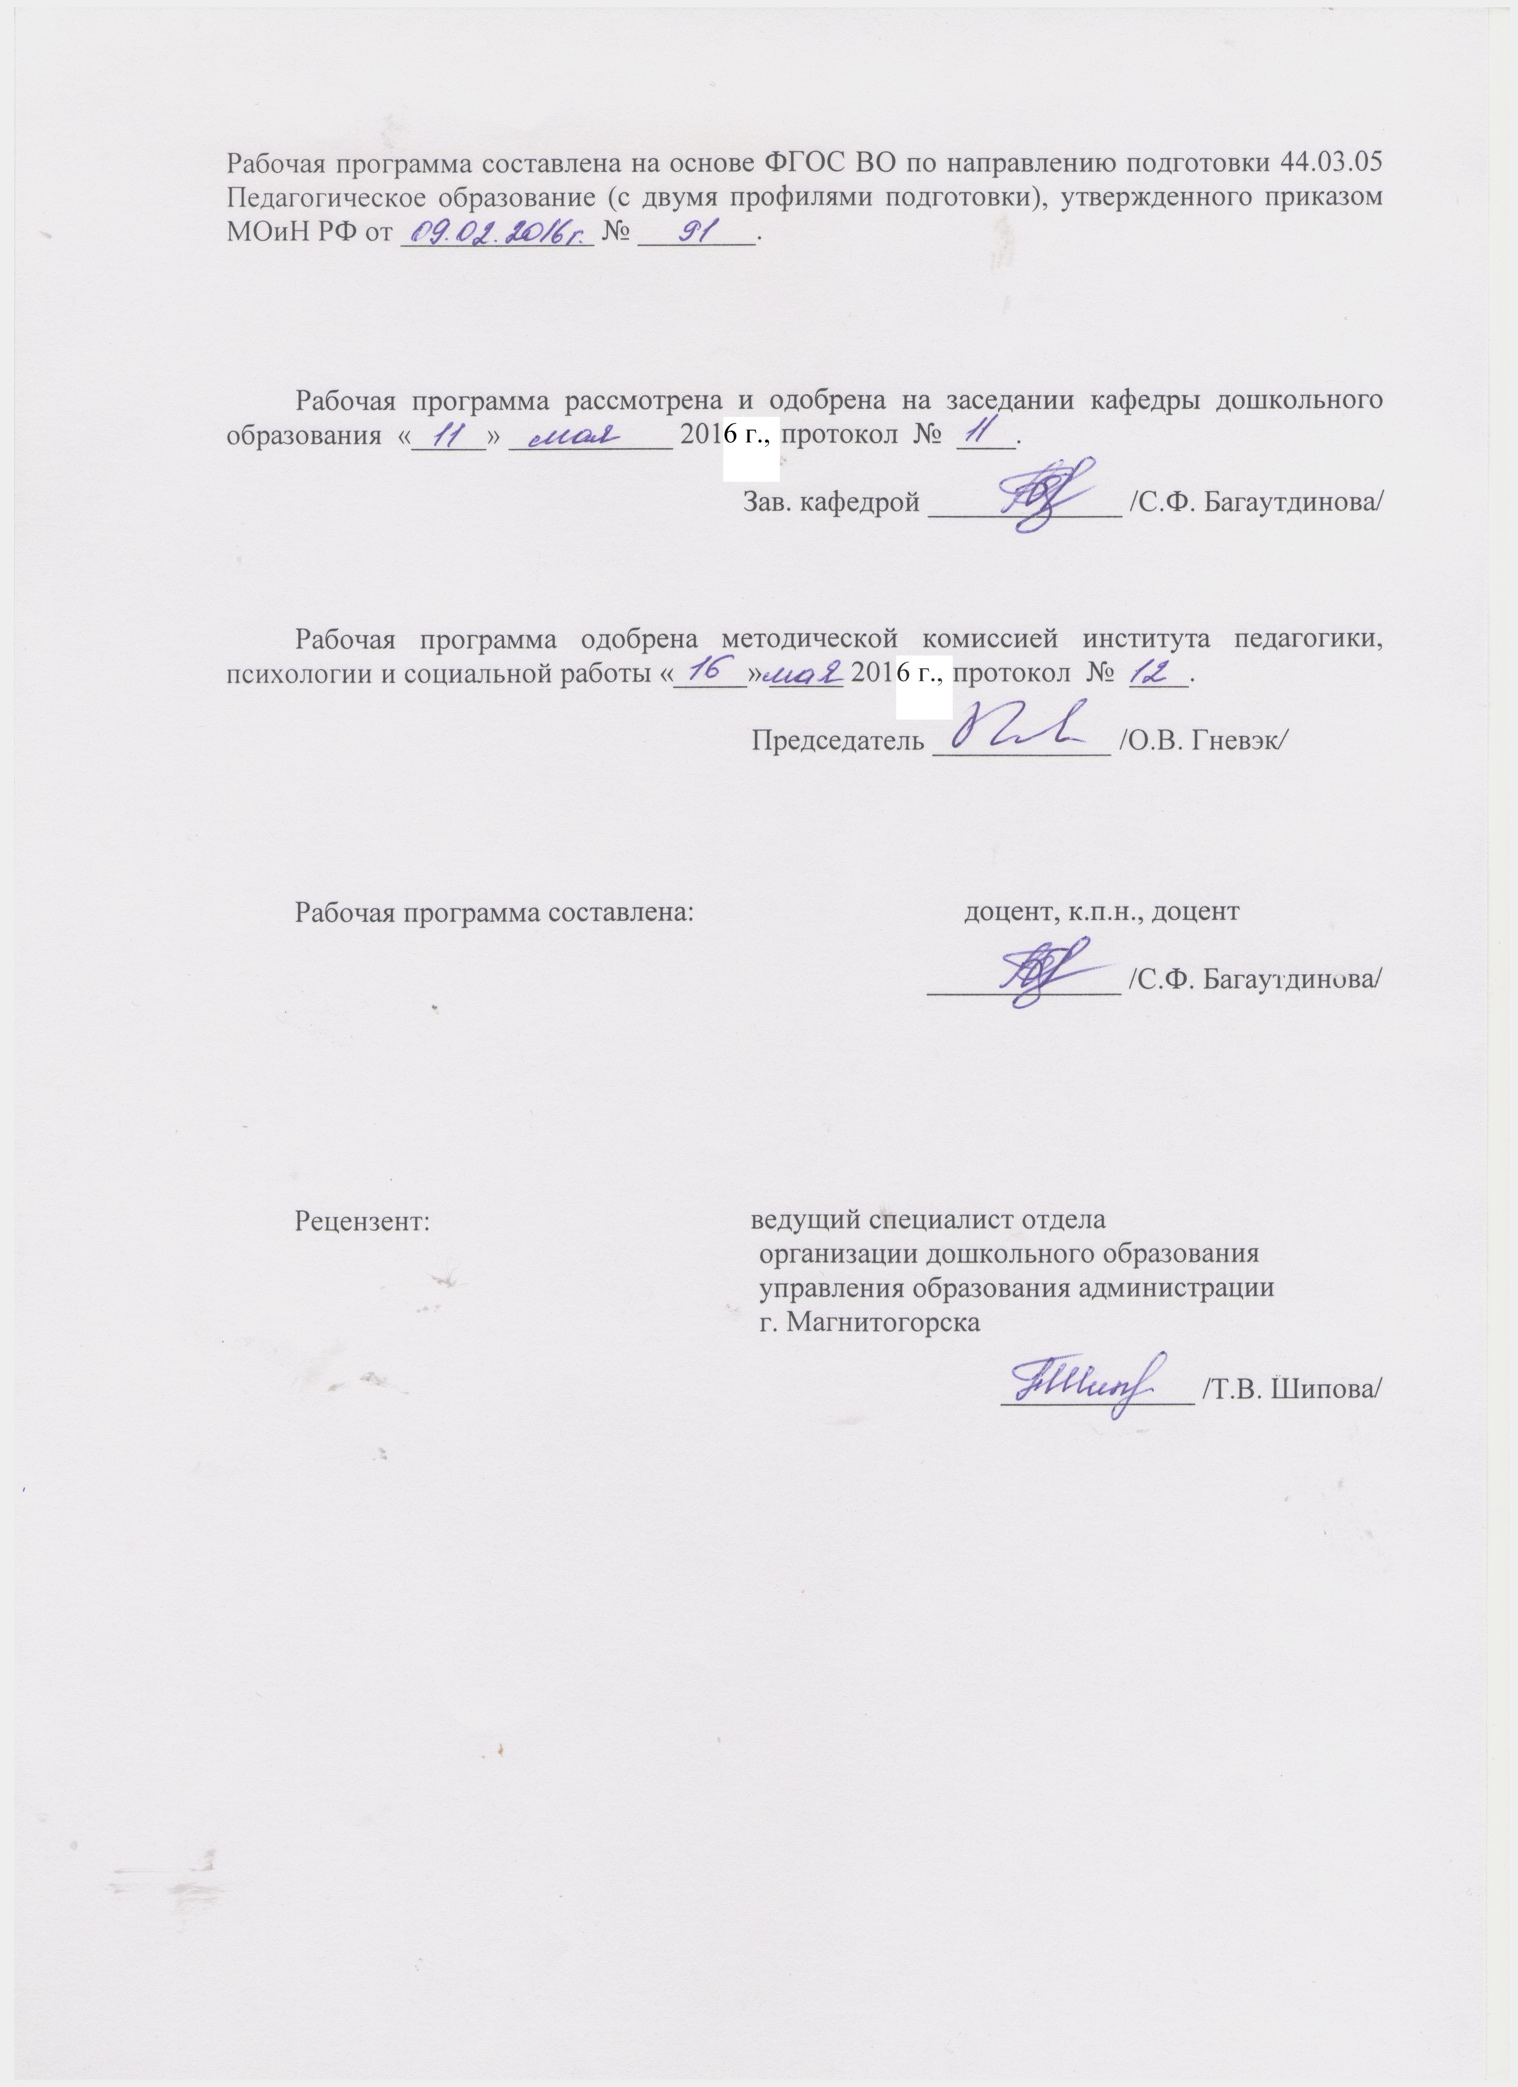 Рабочая программа составлена на основе ФГОС ВО по направлению подготовки 44.03.05
Педагогическое образование (с двумя профилями подготовки), утвержденного приказом
МОиН РФ от 09.02.2016г. № 91.
Рабочая программа рассмотрена и одобрена на заседании кафедры дошкольного
образования «11» мая 2016 г., протокол № 11.
Зав. кафедрой /С.Ф. Багаутдинова/
Рабочая программа одобрена методической комиссией института педагогики,
психологии и социальной работы «16» мая 2016 г., протокол № 12.
Председатель /О.В. Гневэк/
Рабочая программа составлена: доцент, к.п.н., доцент
/С.Ф. Багаутдинова/
Рецензент: ведущий специалист отдела
организации дошкольного образования
управления образования администрации
г. Магнитогорска
/Т.В. Шипова/